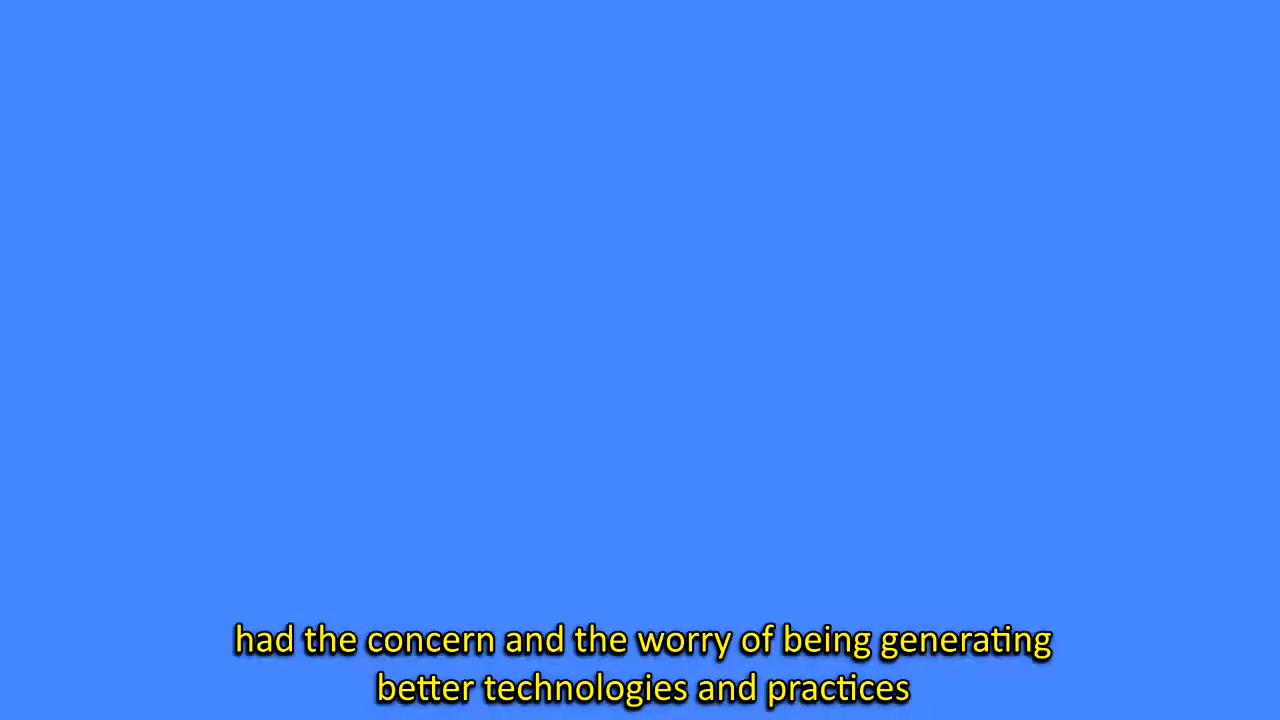 had the concern and the worry of being generating
better technologies and practices